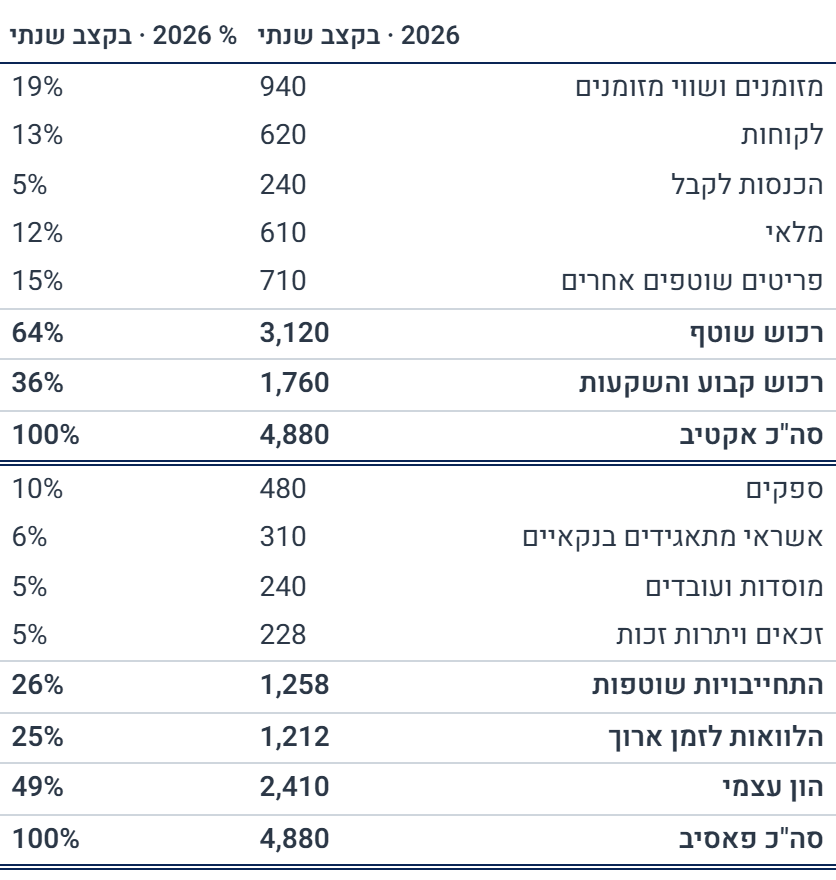 2026 · בקצב שנתי % 2026 · בקצב שנתי
מזומנים ושווי מזומנים 940 19%
לקוחות 620 13%
הכנסות לקבל 240 5%
מלאי 610 12%
פריטים שוטפים אחרים 710 15%
רכוש שוטף 3,120 64%
רכוש קבוע והשקעות 1,760 36%
סה"כ אקטיב 4,880 100%
ספקים 480 10%
אשראי מתאגידים בנקאיים 310 6%
מוסדות ועובדים 240 5%
זכאים ויתרות זכות 228 5%
התחייבויות שוטפות 1,258 26%
הלוואות לזמן ארוך 1,212 25%
הון עצמי 2,410 49%
סה"כ פאסיב 4,880 100%